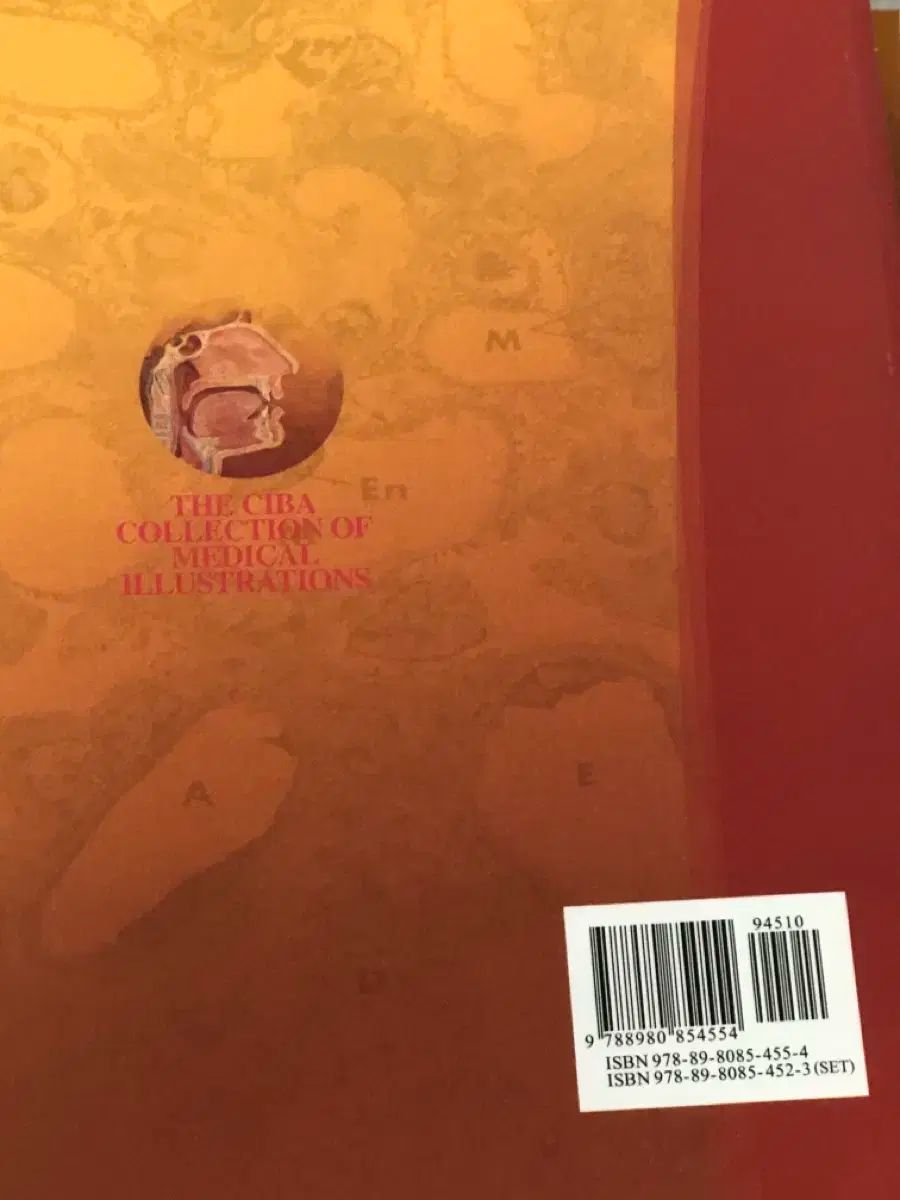 M
En
THE CIBA
COLLECTION OF
MEDICAL
ILLUSTRATIONS
A
E
D
94510
9 788980 854554
ISBN 978-89-8085-455-4
ISBN 978-89-8085-452-3 (SET)